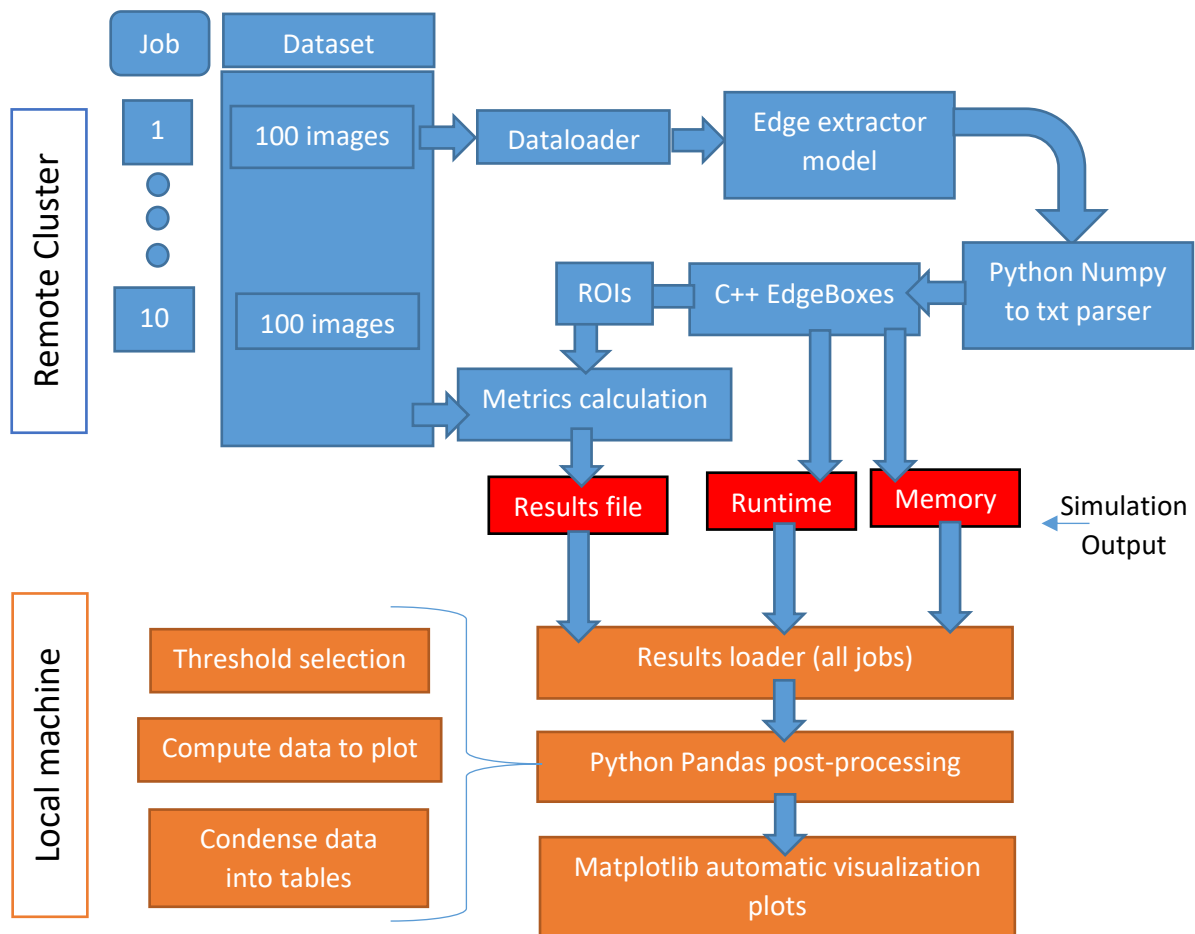 Job
Dataset
Remote Cluster
1
100 images
Dataloader
Edge extractor
model
Python Numpy
to txt parser
C++ EdgeBoxes
ROIs
10
100 images
Metrics calculation
Results file
Runtime
Memory
Simulation
Output
Local machine
Threshold selection
Compute data to plot
Condense data
into tables
Results loader (all jobs)
Python Pandas post-processing
Matplotlib automatic visualization
plots